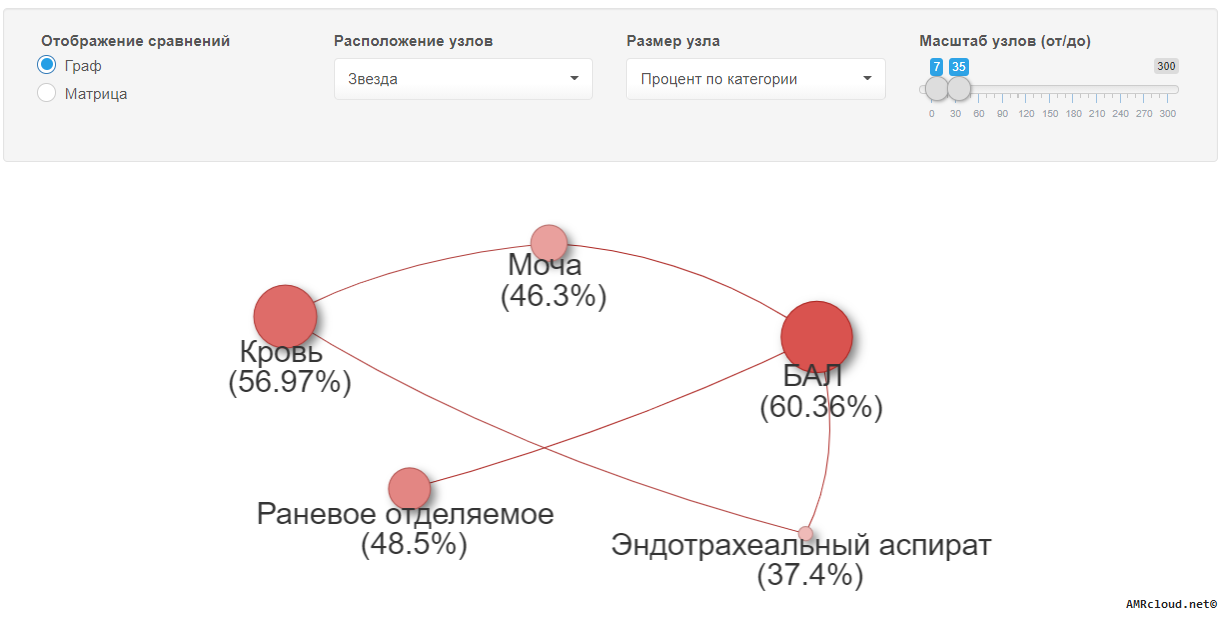 Отображение сравнений
Граф
Матрица
Расположение узлов
Звезда
Размер узла
Процент по категории
Масштаб узлов (от/до)
7 35 300
0 30 60 90 120 150 180 210 240 270 300
Моча
(46.3%)
Кровь
(56.97%)
БАЛ
(60.36%)
Раневое отделяемое
(48.5%)
Эндотрахеальный аспират
(37.4%)
AMRcloud.net©